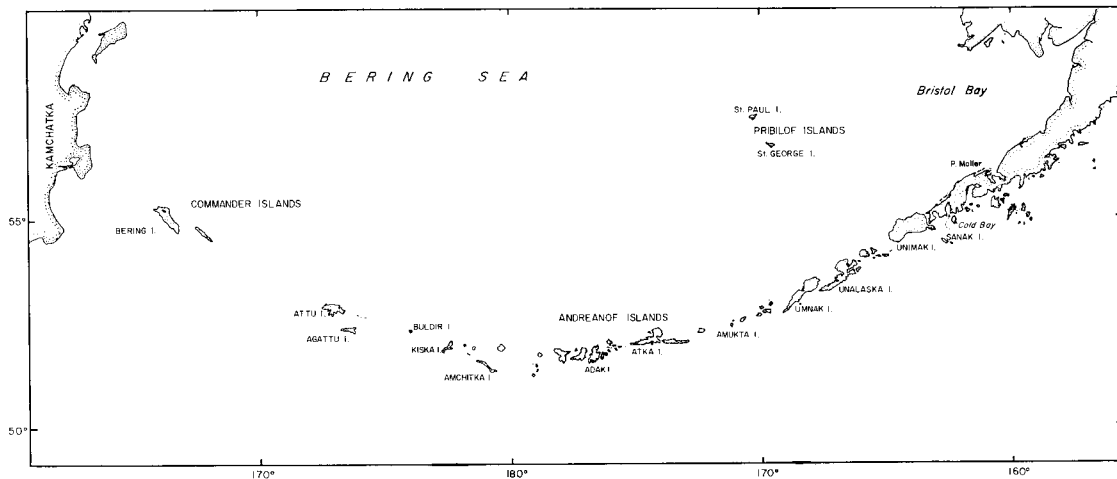 BERING SEA
Bristol Bay
St. PAUL I.
PRIBILOF ISLANDS
St. GEORGE I.
KAMCHATKA
P. Moller
COMMANDER ISLANDS
BERING I.
55°
Cold Bay
SANAK I.
UNIMAK I.
UNALASKA I.
UMNAK I.
ATTU I.
AGATTU I.
BULDIR I
ANDREANOF ISLANDS
AMUKTA I.
KISKA I.
ATKA I.
AMCHITKA I.
ADAK I
50°
170° 180° 170° 160°